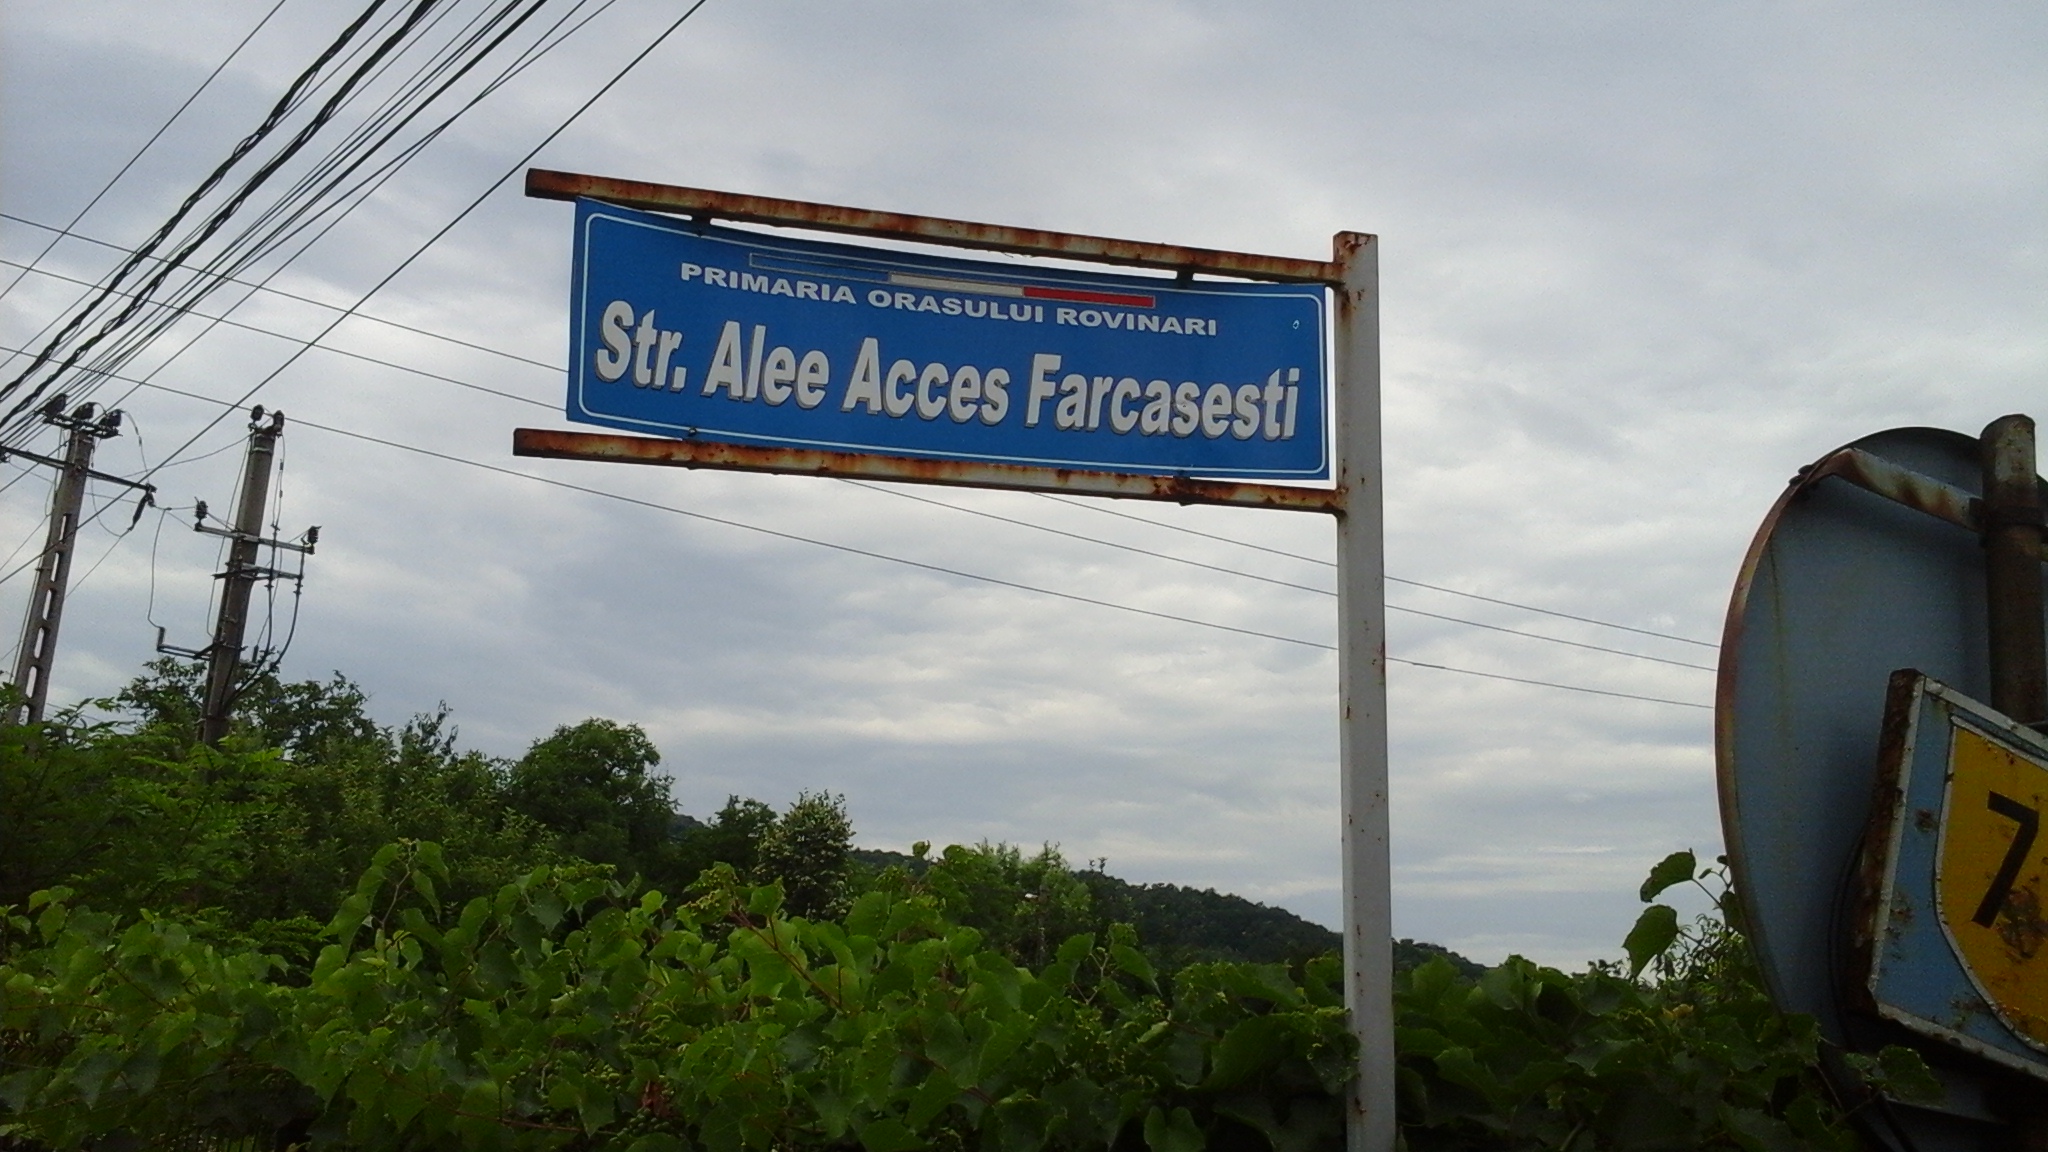 PRIMARIA ORASULUI ROVINARI
Str. Alee Acces Farcasesti
7